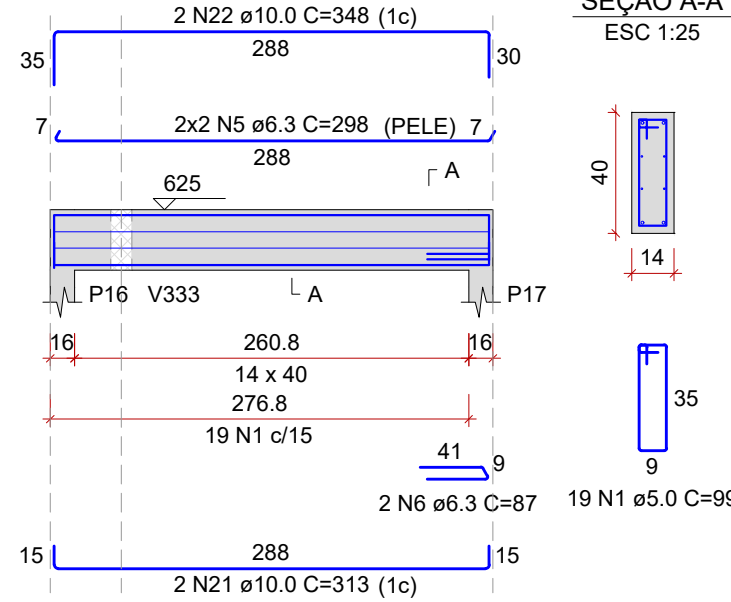 2 N22 ø10.0 C=348 (1c)
35
288
30
SEÇÃO A-A
ESC 1:25
7
2x2 N5 ø6.3 C=298 (PELE)
7
288
A
625
40
14
P16
V333
A
P17
16
260.8
16
14 x 40
276.8
19 N1 c/15
35
9
41
9
2 N6 ø6.3 C=87
19 N1 ø5.0 C=99
15
288
15
2 N21 ø10.0 C=313 (1c)